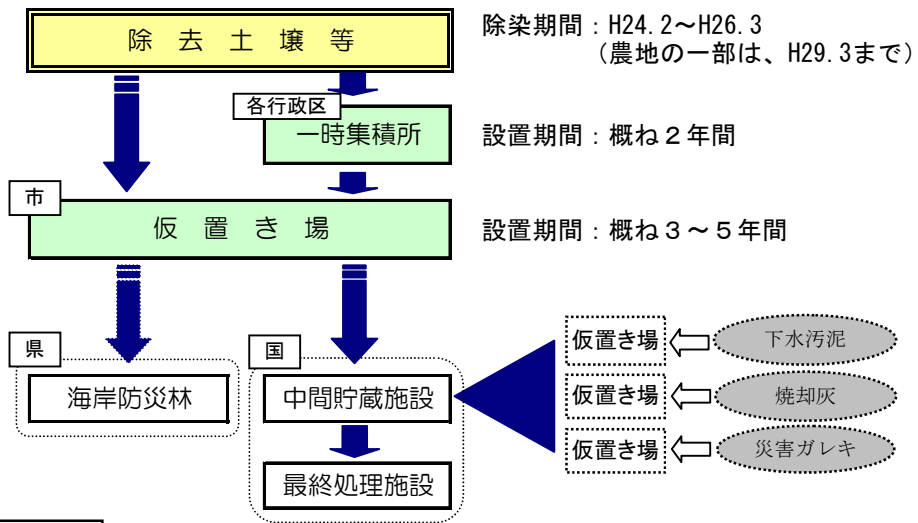 除去土壌等
除染期間：H24.2～H26.3
（農地の一部は、H29.3まで）
各行政区
一時集積所
設置期間：概ね２年間
市
仮置き場
設置期間：概ね３～５年間
県
海岸防災林
国
中間貯蔵施設
最終処理施設
仮置き場
下水汚泥
仮置き場
焼却灰
仮置き場
災害ガレキ